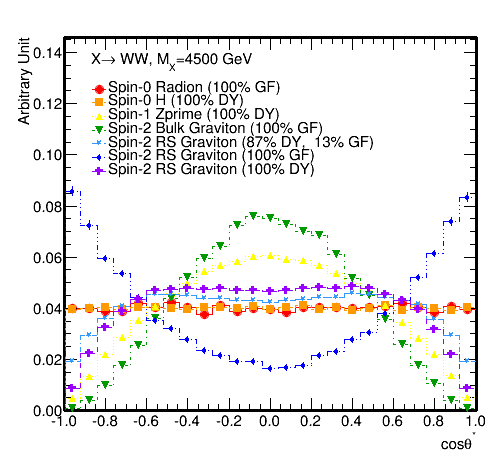 Arbitrary Unit
X→ WW, M_X=4500 GeV
Spin-0 Radion (100% GF)
Spin-0 H (100% DY)
Spin-1 Zprime (100% DY)
Spin-2 Bulk Graviton (100% GF)
Spin-2 RS Graviton (87% DY, 13% GF)
Spin-2 RS Graviton (100% GF)
Spin-2 RS Graviton (100% DY)
0.14
0.12
0.10
0.08
0.06
0.04
0.02
0.00
-1.0 -0.8 -0.6 -0.4 -0.2 0.0 0.2 0.4 0.6 0.8 1.0
cosθ*